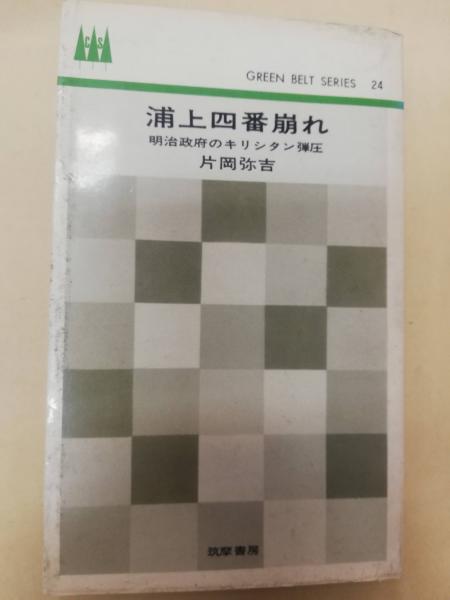 CS
GREEN BELT SERIES 24
浦上四番崩れ
明治政府のキリシタン弾圧
片岡弥吉
筑摩書房